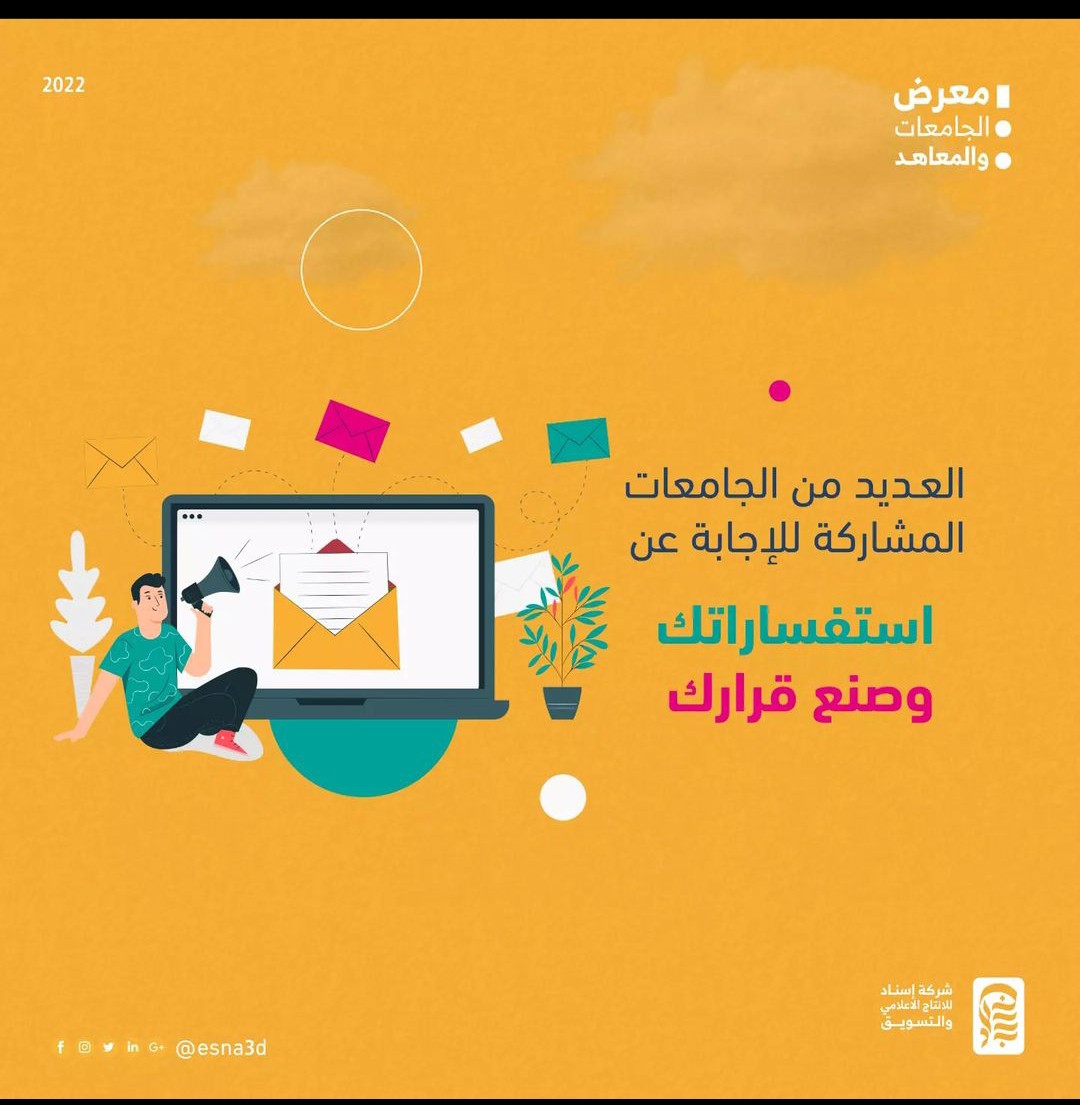 2022
معرض
الجامعات
والمعاهد
العديد من الجامعات
المشاركة للإجابة عن
استفساراتك
وصنع قرارك
شركة إسناد
للانتاج الاعلامي
والتسويق
f in G+ @esna3d